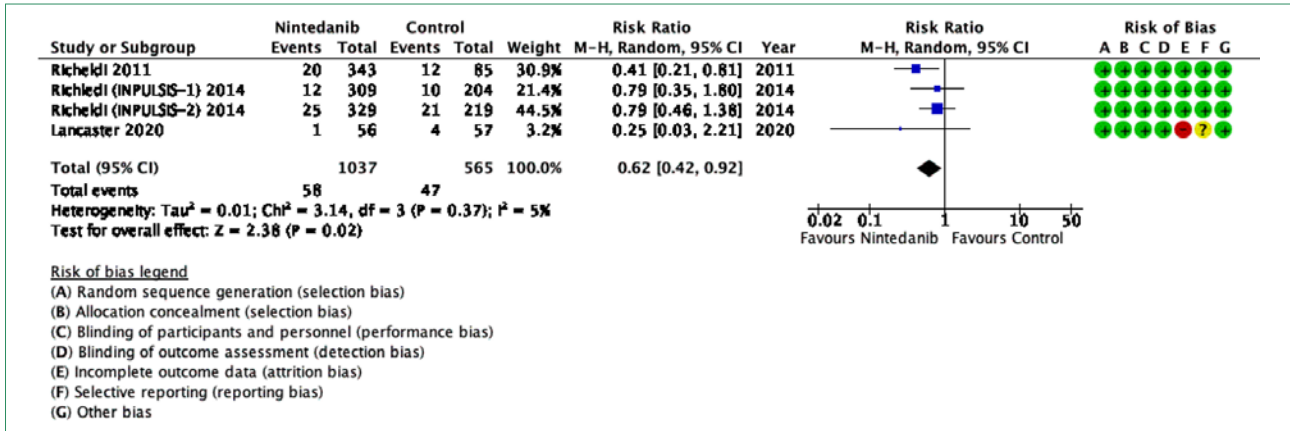 Nintedanib Control Risk Ratio Risk Ratio Risk of Bias
Study or Subgroup Events Total Events Total Weight M-H, Random, 95% CI Year M-H, Random, 95% CI A B C D E F G
Richeldi 2011 20 343 12 85 30.9% 0.41 [0.21, 0.81] 2011 + + + + + + +
Richledi (INPULSIS-1) 2014 12 309 10 204 21.4% 0.79 [0.35, 1.80] 2014 + + + + + + +
Richeldi (INPULSIS-2) 2014 25 329 21 219 44.5% 0.79 [0.46, 1.38] 2014 + + + + + + +
Lancaster 2020 1 56 4 57 3.2% 0.25 [0.03, 2.21] 2020 + + + + − ? +
Total (95% CI) 1037 565 100.0% 0.62 [0.42, 0.92]
Total events 58 47
Heterogeneity: Tau² = 0.01; Chi² = 3.14, df = 3 (P = 0.37); I² = 5%
Test for overall effect: Z = 2.38 (P = 0.02)
0.02 0.1 1 10 50
Favours Nintedanib Favours Control
Risk of bias legend
(A) Random sequence generation (selection bias)
(B) Allocation concealment (selection bias)
(C) Blinding of participants and personnel (performance bias)
(D) Blinding of outcome assessment (detection bias)
(E) Incomplete outcome data (attrition bias)
(F) Selective reporting (reporting bias)
(G) Other bias